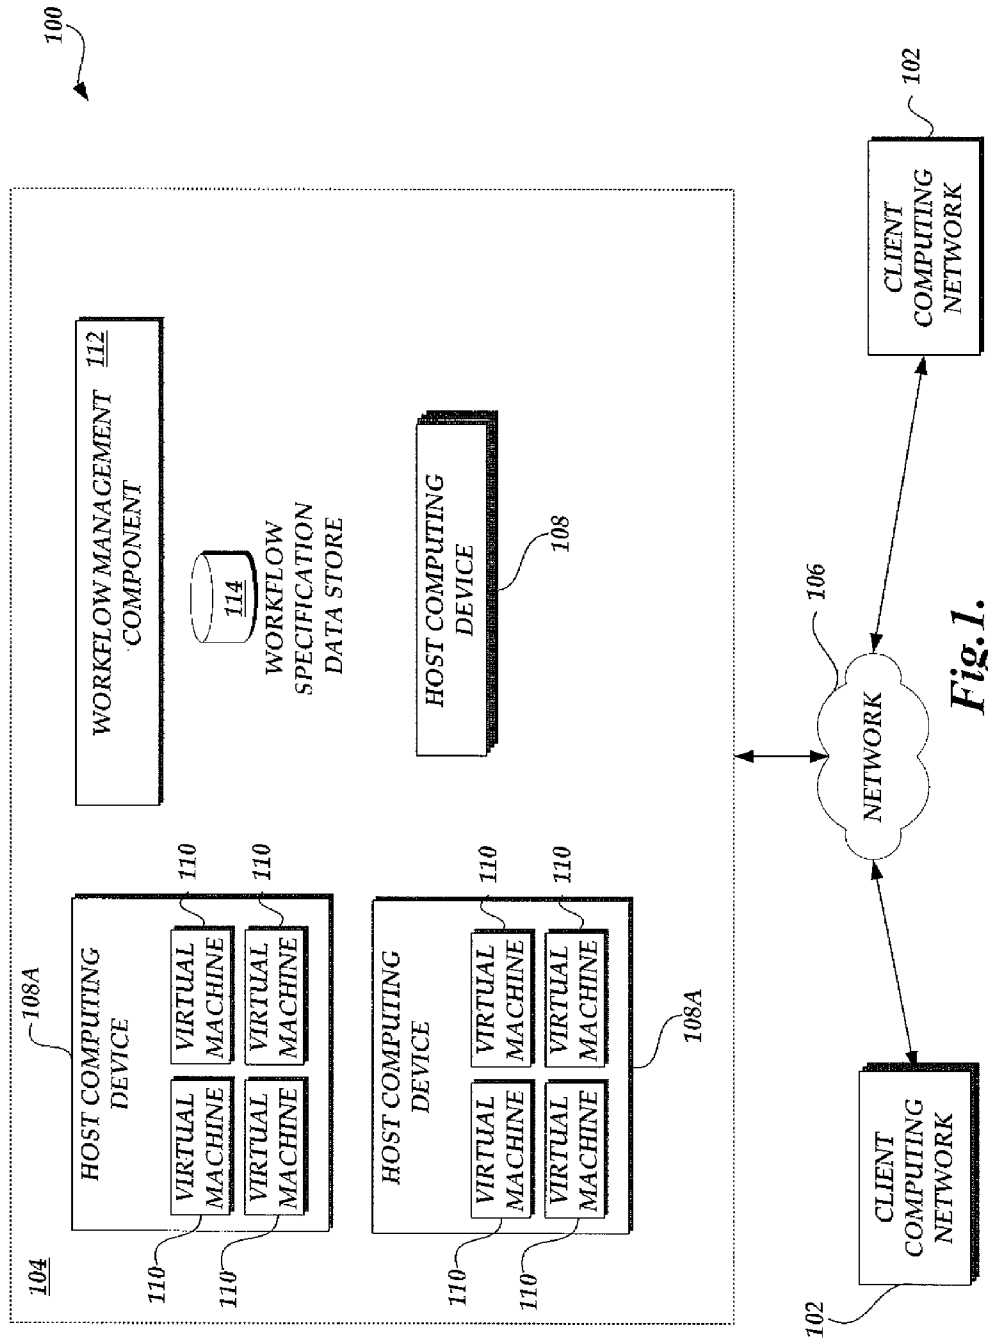 100
104
108A
HOST COMPUTING
DEVICE
VIRTUAL
MACHINE
VIRTUAL
MACHINE
110
110
VIRTUAL
MACHINE
VIRTUAL
MACHINE
110
110
WORKFLOW MANAGEMENT
COMPONENT
112
114
WORKFLOW
SPECIFICATION
DATA STORE
HOST COMPUTING
DEVICE
VIRTUAL
MACHINE
VIRTUAL
MACHINE
110
110
VIRTUAL
MACHINE
VIRTUAL
MACHINE
110
110
108A
HOST COMPUTING
DEVICE
108
106
NETWORK
CLIENT
COMPUTING
NETWORK
102
CLIENT
COMPUTING
NETWORK
102
Fig.1.